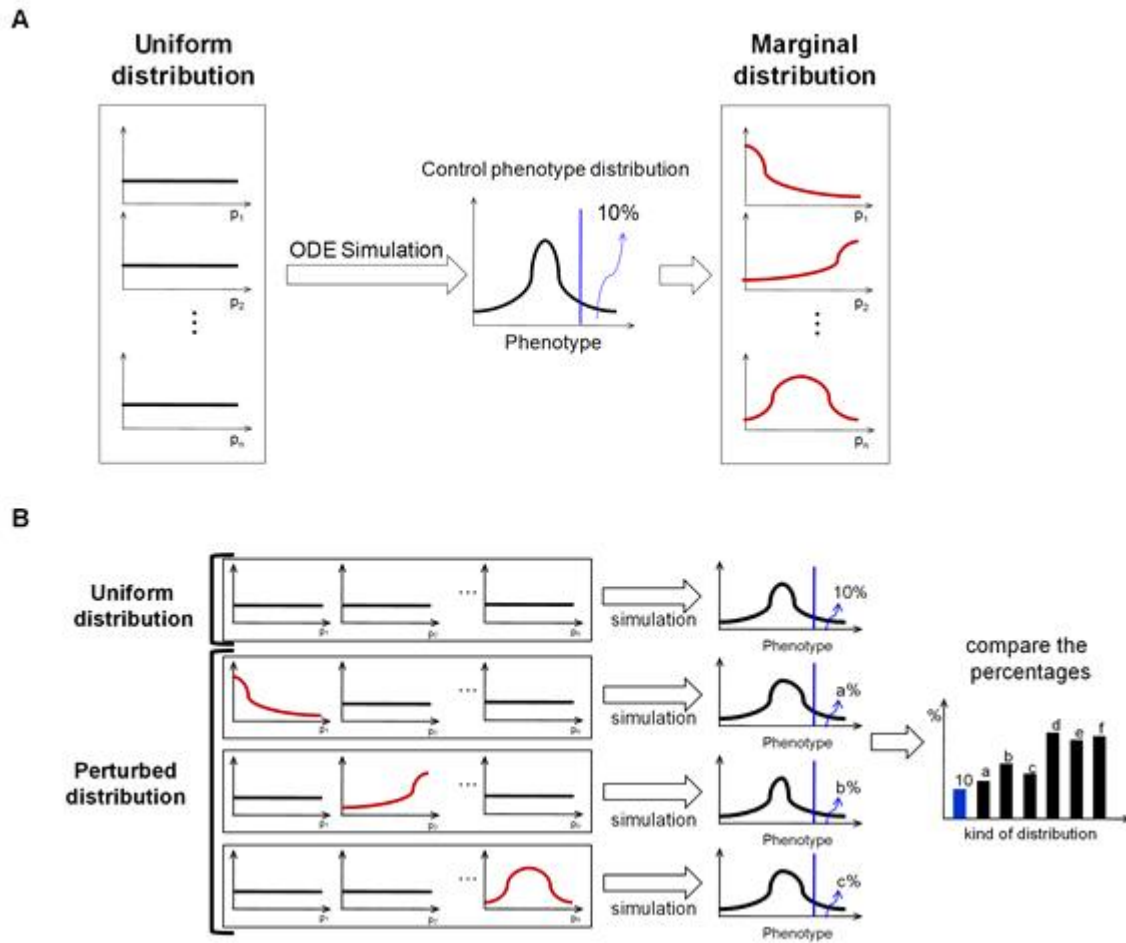 A
Uniform
distribution
Marginal
distribution
p1
p2
pn
ODE Simulation
Control phenotype distribution
10%
Phenotype
p1
p2
pn
B
Uniform
distribution
...
simulation
10%
Phenotype
Perturbed
distribution
...
simulation
a%
Phenotype
...
simulation
b%
Phenotype
...
simulation
c%
Phenotype
compare the
percentages
%
10 a b c d e f
kind of distribution